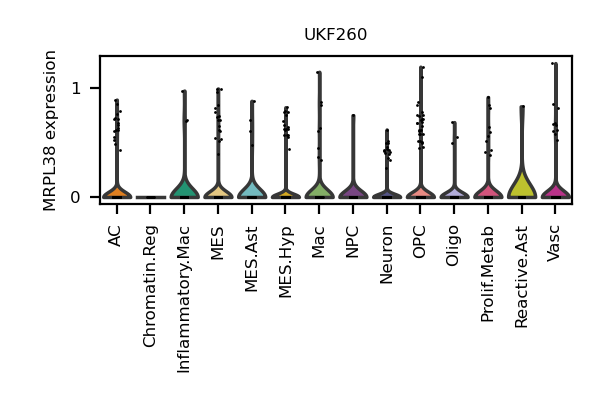 UKF260
MRPL38 expression
1
0
AC
Chromatin.Reg
Inflammatory.Mac
MES
MES.Ast
MES.Hyp
Mac
NPC
Neuron
OPC
Oligo
Prolif.Metab
Reactive.Ast
Vasc